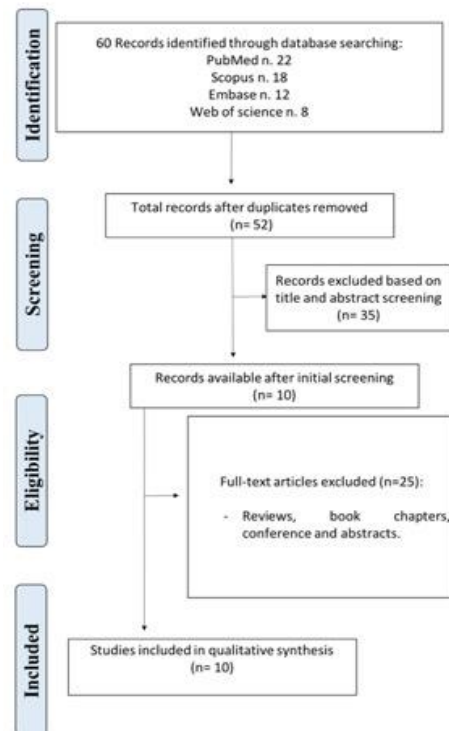 Identification
60 Records identified through database searching:
PubMed n. 22
Scopus n. 18
Embase n. 12
Web of science n. 8
Screening
Total records after duplicates removed
(n= 52)
Records excluded based on
title and abstract screening
(n= 35)
Records available after initial screening
(n= 10)
Eligibility
Full-text articles excluded (n=25):
- Reviews, book chapters,
conference and abstracts.
Included
Studies included in qualitative synthesis
(n= 10)